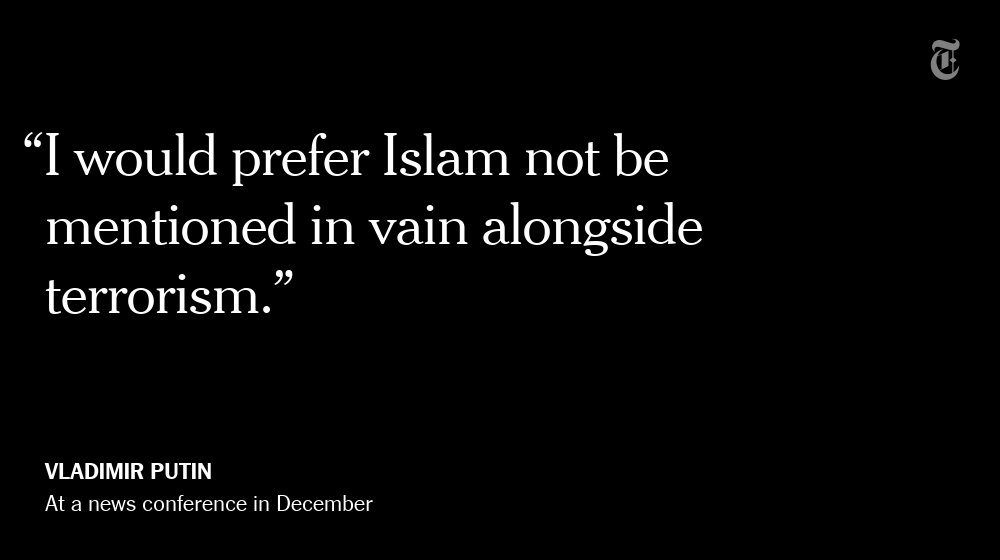 “I would prefer Islam not be
mentioned in vain alongside
terrorism.”
VLADIMIR PUTIN
At a news conference in December